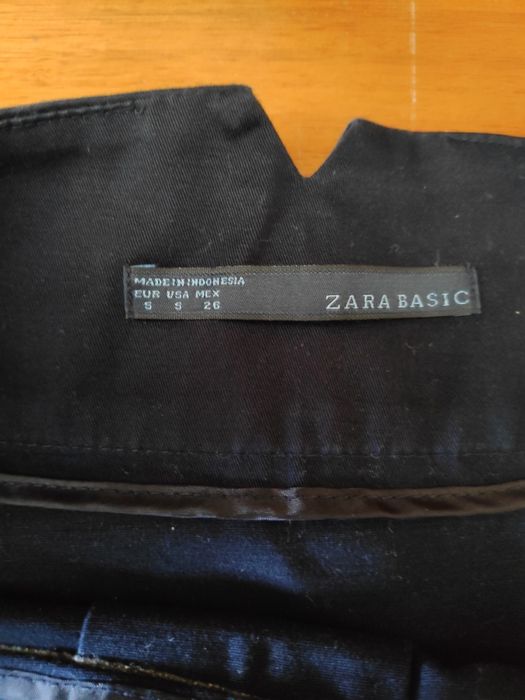 MADE IN INDONESIA
EUR USA MEX
S S 26
ZARA BASIC